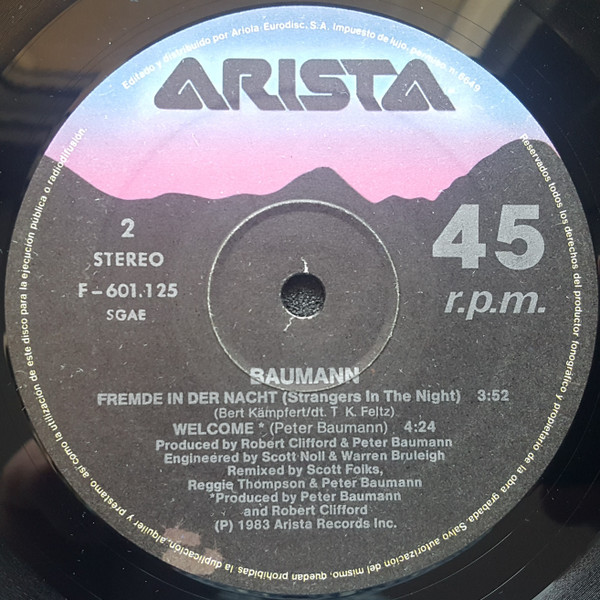 Editado y distribuido por Ariola-Eurodisc, S.A. Impuesto de lujo, permiso, n. 6649
ARISTA
2
STEREO
F-601.125
SGAE
45
r.p.m.
BAUMANN
FREMDE IN DER NACHT (Strangers In The Night) 3:52
(Bert Kämpfert/dt. T K. Feltz)
WELCOME * (Peter Baumann) 4:24
Produced by Robert Clifford & Peter Baumann
Engineered by Scott Noll & Warren Bruleigh
Remixed by Scott Folks,
Reggie Thompson & Peter Baumann
*Produced by Peter Baumann
and Robert Clifford
(P) 1983 Arista Records Inc.
Reservados todos los derechos del productor fonográfico y propietario de la obra grabada Salvo autorización del mismo, quedan prohibidas la duplicación, alquiler y préstamo, así como la utilización de este disco para la ejecución pública o radiodifusión.